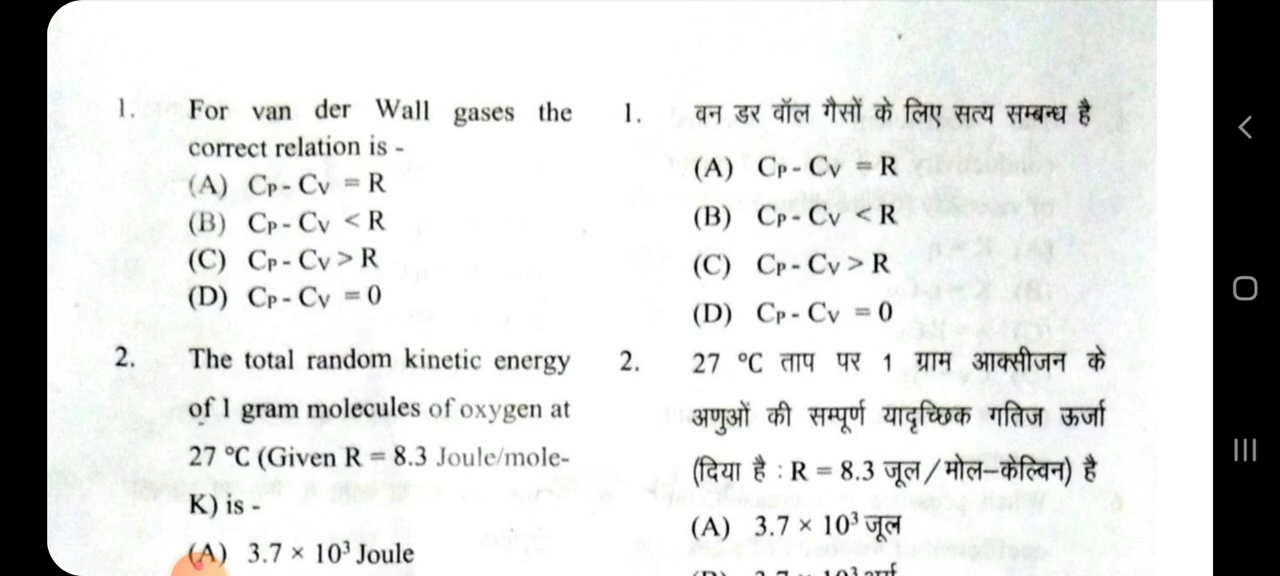 1. For van der Wall gases the
correct relation is -
(A) CP - CV = R
(B) CP - CV < R
(C) CP - CV > R
(D) CP - CV = 0
2. The total random kinetic energy
of 1 gram molecules of oxygen at
27 °C (Given R = 8.3 Joule/mole-
K) is -
(A) 3.7 × 10³ Joule
1. वन डर वॉल गैसों के लिए सत्य सम्बन्ध है
(A) CP - CV = R
(B) CP - CV < R
(C) CP - CV > R
(D) CP - CV = 0
2. 27 °C ताप पर 1 ग्राम आक्सीजन के
अणुओं की सम्पूर्ण यादृच्छिक गतिज ऊर्जा
(दिया है : R = 8.3 जूल / मोल–केल्विन) है
(A) 3.7 × 10³ जूल